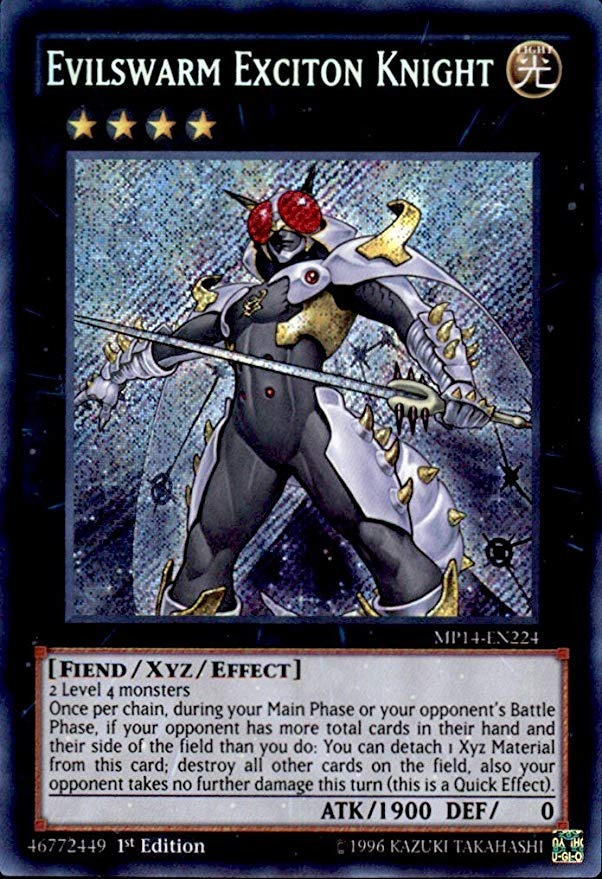 EVILSWARM EXCITON KNIGHT
LIGHT
光
MP14-EN224
[FIEND/XYZ/EFFECT]
2 Level 4 monsters
Once per chain, during your Main Phase or your opponent's Battle
Phase, if your opponent has more total cards in their hand and
their side of the field than you do: You can detach 1 Xyz Material
from this card; destroy all other cards on the field, also your
opponent takes no further damage this turn (this is a Quick Effect).
ATK/1900 DEF/ 0
46772449 1st Edition ©1996 KAZUKI TAKAHASHI